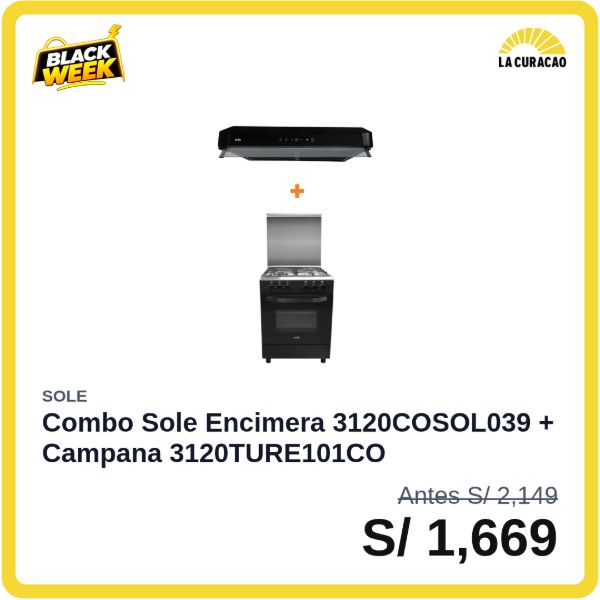 BLACK
WEEK
LA CURACAO
+
SOLE
Combo Sole Encimera 3120COSOL039 +
Campana 3120TURE101CO
Antes S/ 2,149
S/ 1,669